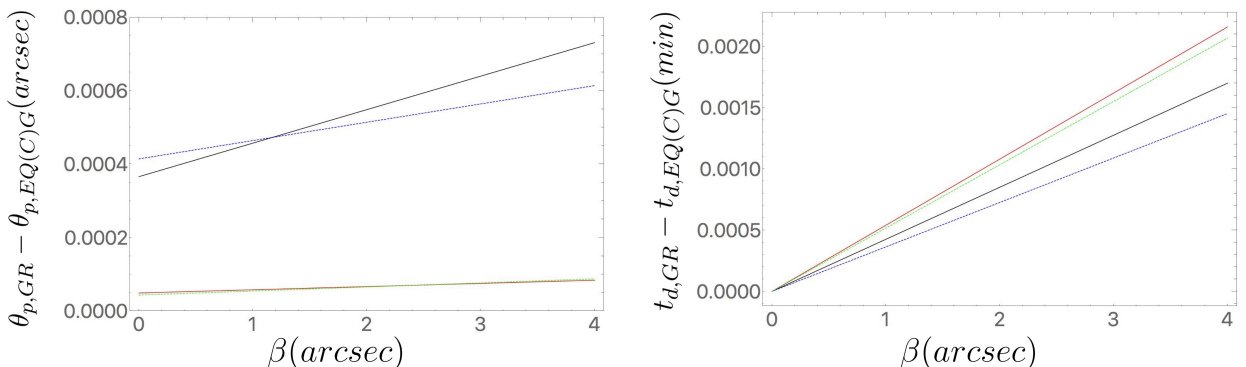 θ_{p,GR} − θ_{p,EQ(C)G}(arcsec)
0.0008
0.0006
0.0004
0.0002
0.0000
0 1 2 3 4
β(arcsec)
t_{d,GR} − t_{d,EQ(C)G}(min)
0.0020
0.0015
0.0010
0.0005
0.0000
0 1 2 3 4
β(arcsec)